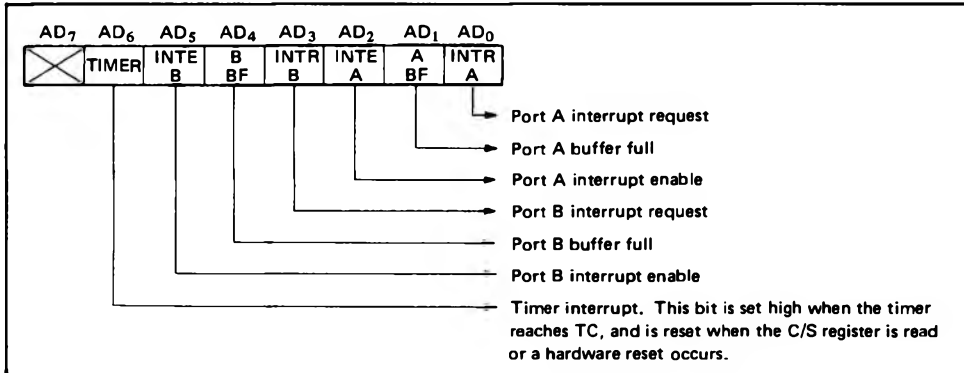 AD7 AD6 AD5 AD4 AD3 AD2 AD1 AD0
TIMER INTE B B BF INTR B INTE A A BF INTR A
Port A interrupt request
Port A buffer full
Port A interrupt enable
Port B interrupt request
Port B buffer full
Port B interrupt enable
Timer interrupt. This bit is set high when the timer
reaches TC, and is reset when the C/S register is read
or a hardware reset occurs.